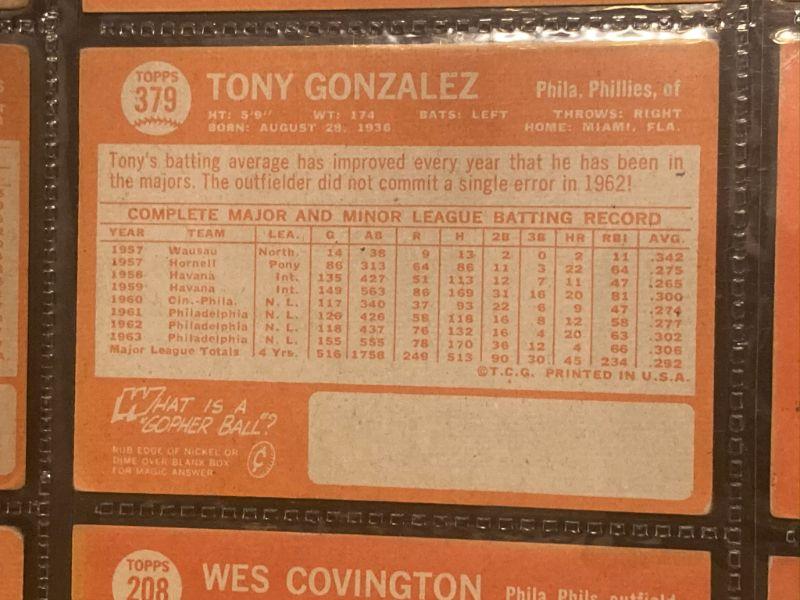 TOPPS
379
TONY GONZALEZ
Phila. Phillies, of
HT: 5'9" WT: 174 BATS: LEFT THROWS: RIGHT
BORN: AUGUST 28, 1936 HOME: MIAMI, FLA.
Tony's batting average has improved every year that he has been in
the majors. The outfielder did not commit a single error in 1962!
COMPLETE MAJOR AND MINOR LEAGUE BATTING RECORD
YEAR TEAM LEA. G AB R H 2B 3B HR RBI AVG.
1957 Wausau North. 14 38 9 13 2 0 2 11 .342
1957 Hornell Pony 86 313 64 86 11 3 22 64 .275
1958 Havana Int. 135 427 51 113 12 7 11 47 .265
1959 Havana Int. 149 563 86 169 31 16 20 81 .300
1960 Cin.-Phila. N. L. 117 340 37 93 22 6 9 47 .274
1961 Philadelphia N. L. 126 426 58 118 16 8 12 58 .277
1962 Philadelphia N. L. 118 437 76 132 16 4 20 63 .302
1963 Philadelphia N. L. 155 555 78 170 36 12 4 66 .306
Major League Totals 4 Yrs. 516 1758 249 513 90 30 45 234 .292
©T.C.G. PRINTED IN U.S.A.
WHAT IS A
"GOPHER BALL"?
RUB EDGE OF NICKEL OR
DIME OVER BLANK BOX
FOR MAGIC ANSWER
TOPPS
208
WES COVINGTON
Phila. Phils. outfield